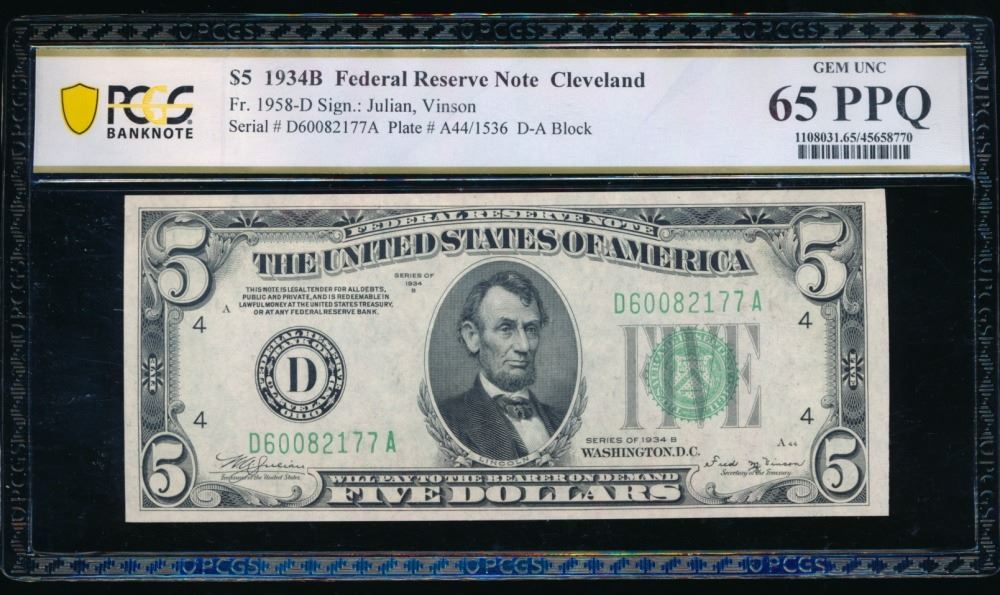 PCGS
BANKNOTE
$5 1934B Federal Reserve Note Cleveland
Fr. 1958-D Sign.: Julian, Vinson
Serial # D60082177A Plate # A44/1536 D-A Block
GEM UNC
65 PPQ
1108031.65/45658770
FEDERAL RESERVE NOTE
5
5
THE UNITED STATES OF AMERICA
SERIES OF
1934
B
THIS NOTE IS LEGAL TENDER FOR ALL DEBTS,
PUBLIC AND PRIVATE, AND IS REDEEMABLE IN
LAWFUL MONEY AT THE UNITED STATES TREASURY,
OR AT ANY FEDERAL RESERVE BANK.
A
4
D60082177A
4
FIVE
FIVE
D
FIVE
4
4
D60082177A
SERIES OF 1934 B
WASHINGTON, D.C.
A 44
LINCOLN
Treasurer of the United States.
Fred M Vinson
Secretary of the Treasury.
5
5
WILL PAY TO THE BEARER ON DEMAND
FIVE DOLLARS